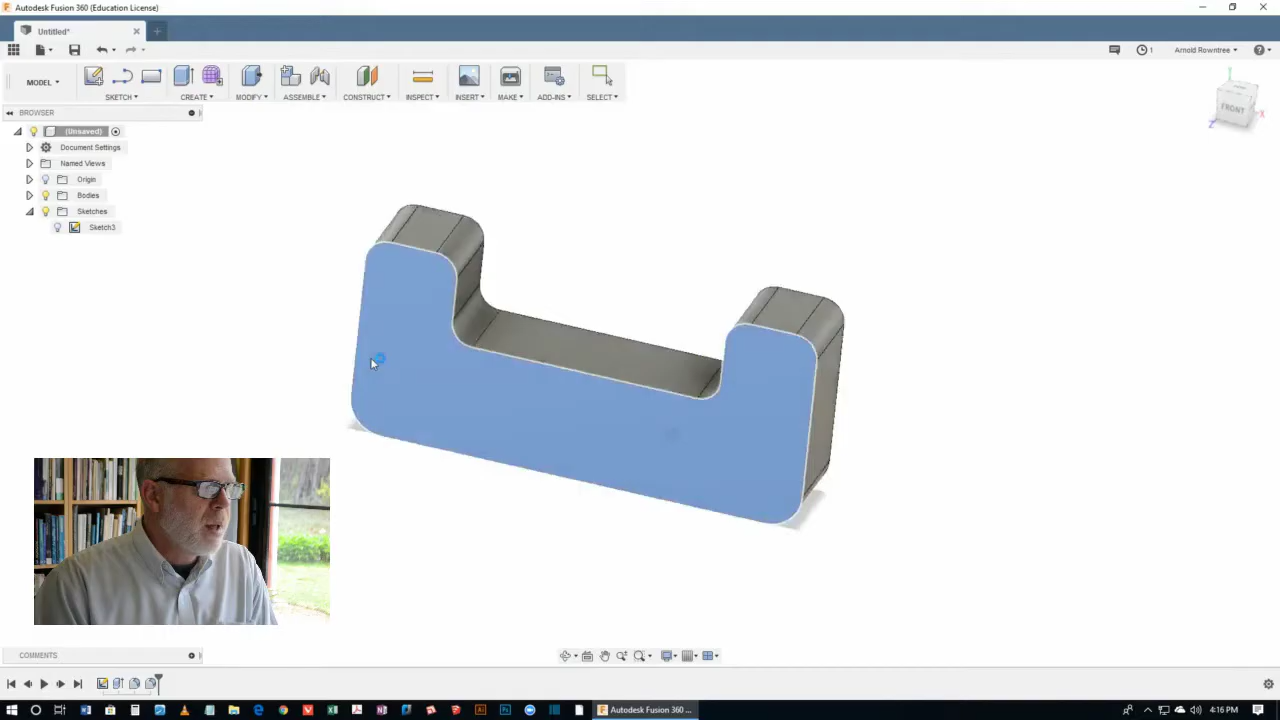 Autodesk Fusion 360 (Education License)
Untitled*
1
Arnold Rowntree
MODEL
SKETCH
CREATE
MODIFY
ASSEMBLE
CONSTRUCT
INSPECT
INSERT
MAKE
ADD-INS
SELECT
BROWSER
FRONT
X
Z
(Unsaved)
Document Settings
Named Views
Origin
Bodies
Sketches
Sketch3
COMMENTS
Autodesk Fusion 360 ...
4:16 PM